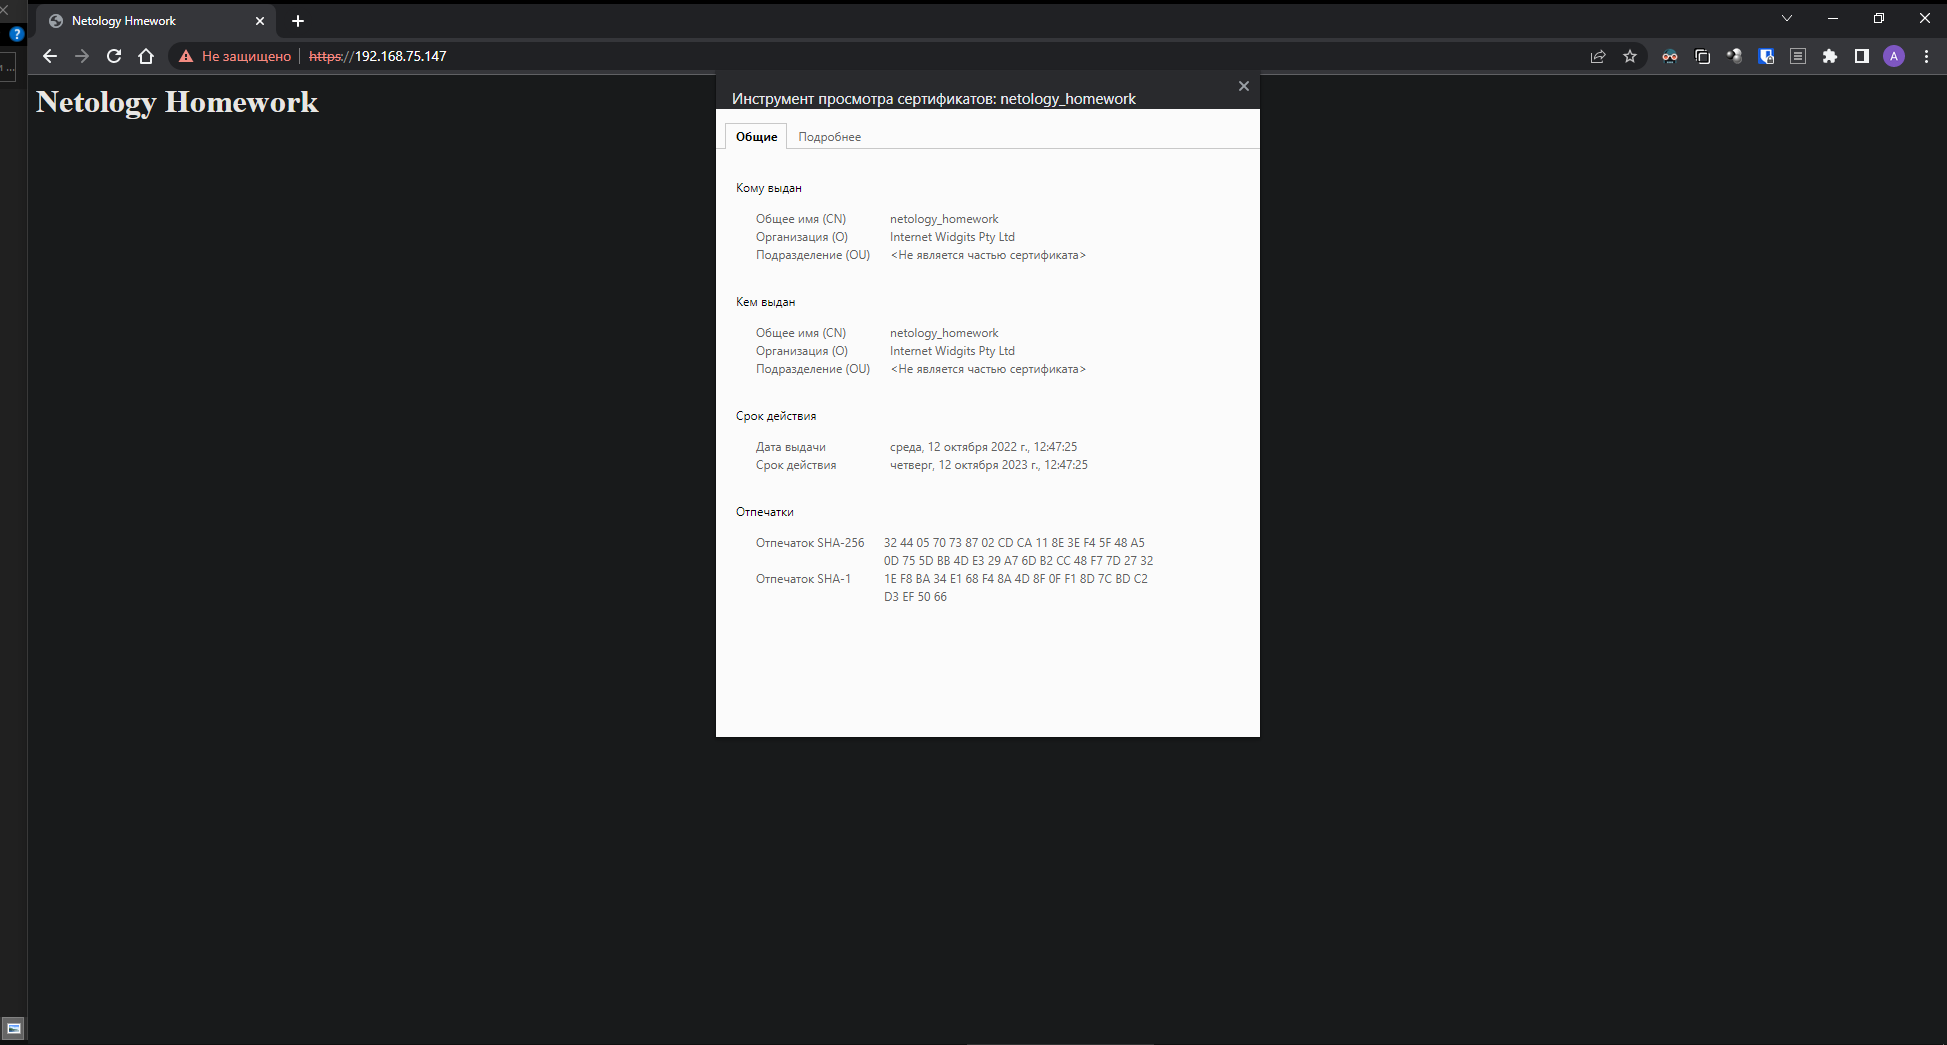 Netology Hmework
Не защищено
https://192.168.75.147
A
Netology Homework
Инструмент просмотра сертификатов: netology_homework
Общие Подробнее
Кому выдан
Общее имя (CN) netology_homework
Организация (O) Internet Widgits Pty Ltd
Подразделение (OU) <Не является частью сертификата>
Кем выдан
Общее имя (CN) netology_homework
Организация (O) Internet Widgits Pty Ltd
Подразделение (OU) <Не является частью сертификата>
Срок действия
Дата выдачи среда, 12 октября 2022 г., 12:47:25
Срок действия четверг, 12 октября 2023 г., 12:47:25
Отпечатки
Отпечаток SHA-256 32 44 05 70 73 87 02 CD CA 11 8E 3E F4 5F 48 A5
0D 75 5D BB 4D E3 29 A7 6D B2 CC 48 F7 7D 27 32
Отпечаток SHA-1 1E F8 BA 34 E1 68 F4 8A 4D 8F 0F F1 8D 7C BD C2
D3 EF 50 66